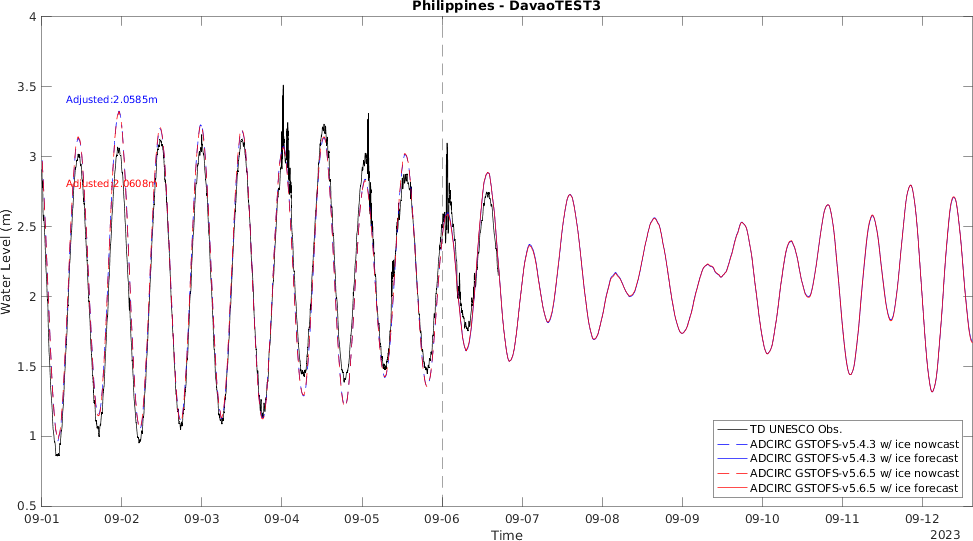 Philippines - DavaoTEST3
4
3.5
3
2.5
2
1.5
1
0.5
Water Level (m)
Adjusted:2.0585m
Adjusted:2.0608m
TD UNESCO Obs.
ADCIRC GSTOFS-v5.4.3 w/ ice nowcast
ADCIRC GSTOFS-v5.4.3 w/ ice forecast
ADCIRC GSTOFS-v5.6.5 w/ ice nowcast
ADCIRC GSTOFS-v5.6.5 w/ ice forecast
09-01 09-02 09-03 09-04 09-05 09-06 09-07 09-08 09-09 09-10 09-11 09-12
2023
Time